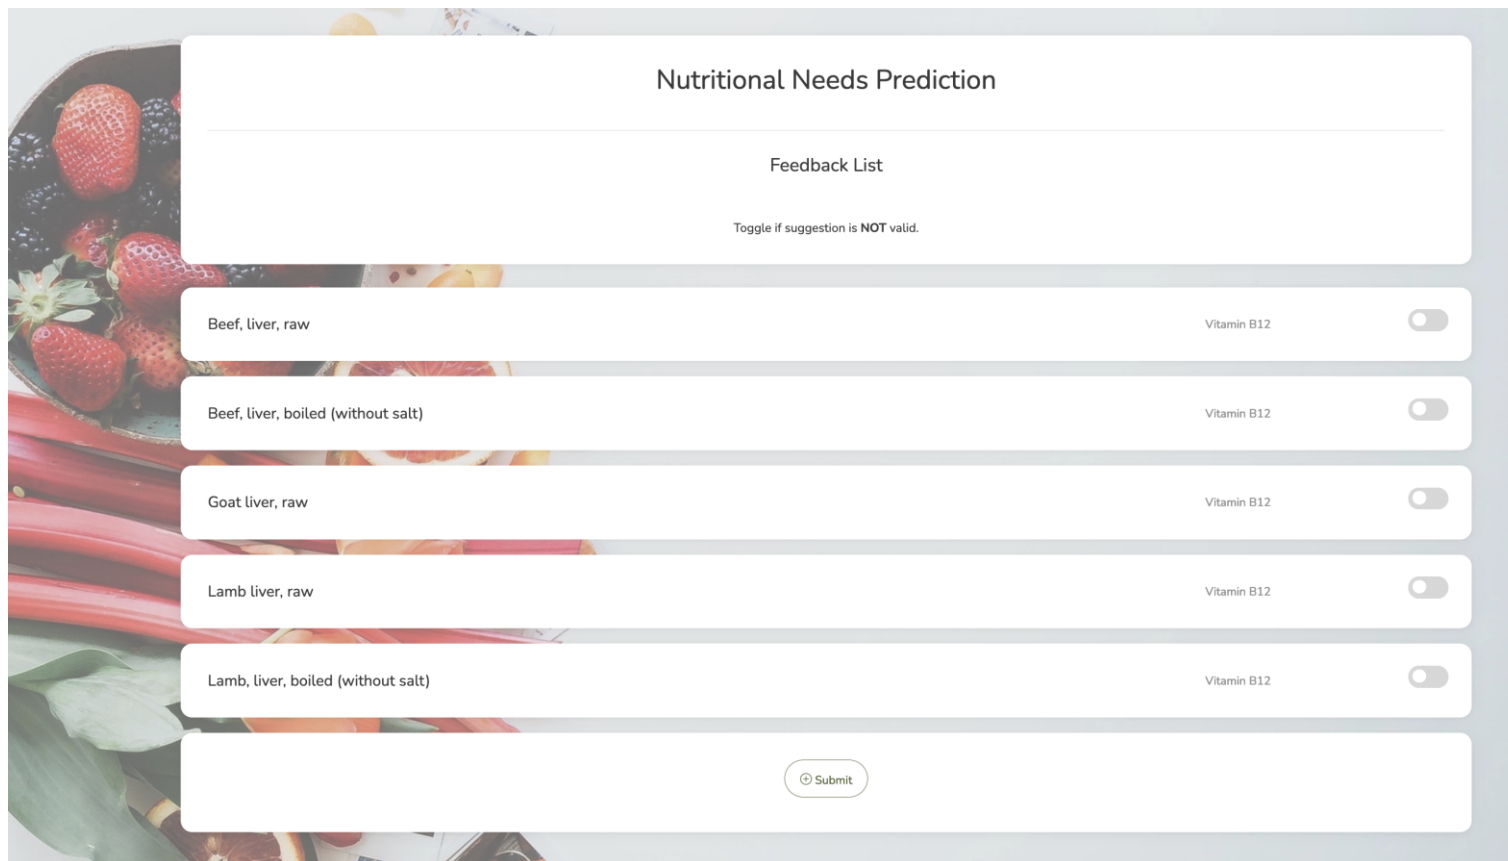 Nutritional Needs Prediction
Feedback List
Toggle if suggestion is NOT valid.
Beef, liver, raw Vitamin B12
Beef, liver, boiled (without salt) Vitamin B12
Goat liver, raw Vitamin B12
Lamb liver, raw Vitamin B12
Lamb, liver, boiled (without salt) Vitamin B12
Submit